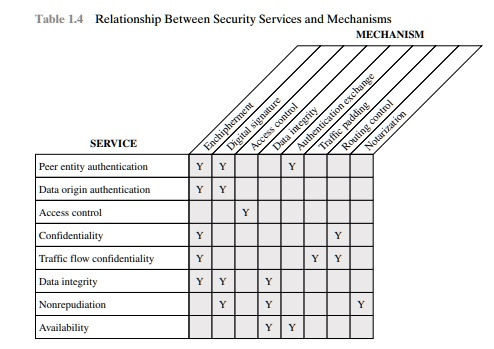 Table 1.4 Relationship Between Security Services and Mechanisms
MECHANISM
Enchipherment
Digital signature
Access control
Data integrity
Authentication exchange
Traffic padding
Routing control
Notarization
SERVICE
Peer entity authentication Y Y Y
Data origin authentication Y Y
Access control Y
Confidentiality Y Y
Traffic flow confidentiality Y Y Y
Data integrity Y Y Y
Nonrepudiation Y Y Y
Availability Y Y